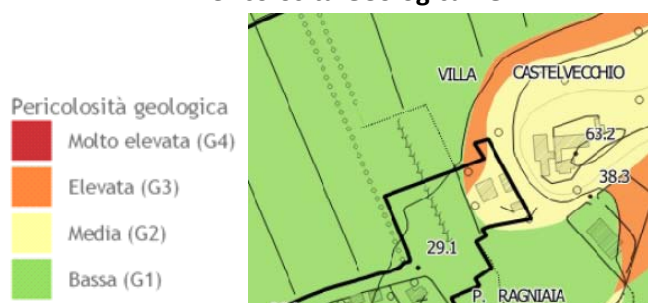 Pericolosità geologica
Molto elevata (G4)
Elevata (G3)
Media (G2)
Bassa (G1)
VILLA CASTELVECCHIO
63.2
38.3
29.1
P. RAGNIAIA